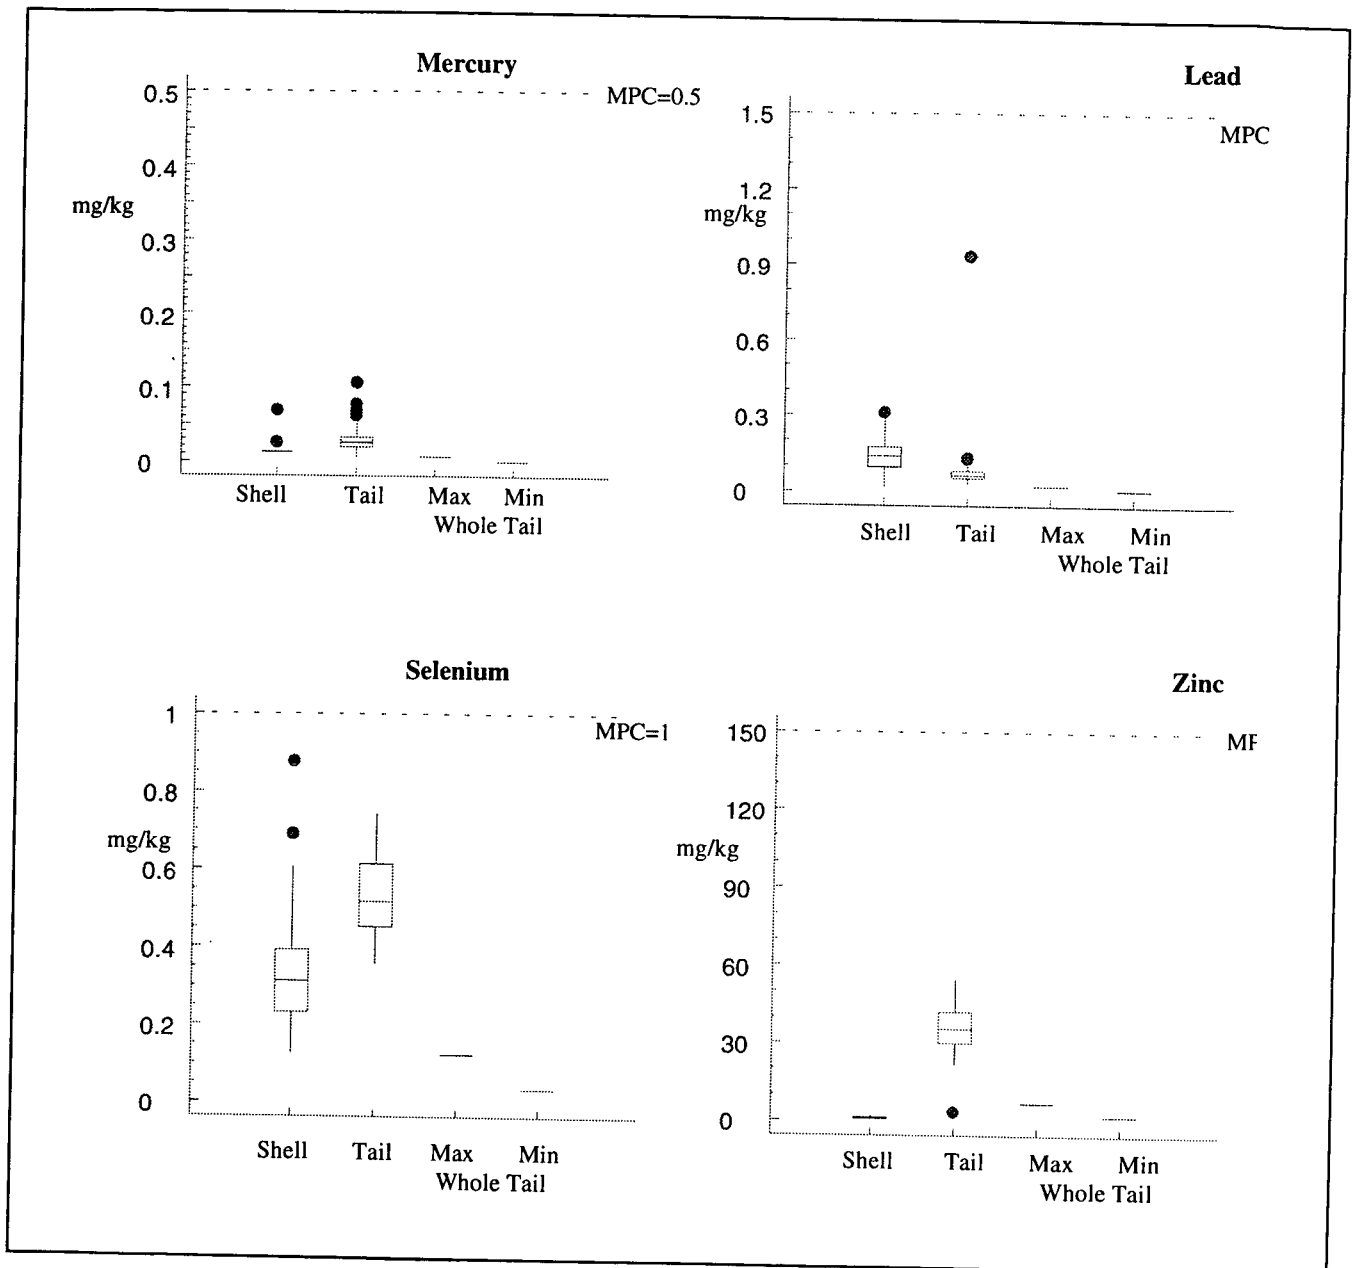 Mercury
0.5
MPC=0.5
0.4
mg/kg
0.3
0.2
0.1
0
Shell Tail Max Min
Whole Tail
Lead
1.5
MPC
1.2
mg/kg
0.9
0.6
0.3
0
Shell Tail Max Min
Whole Tail
Selenium
1
MPC=1
0.8
mg/kg
0.6
0.4
0.2
0
Shell Tail Max Min
Whole Tail
Zinc
150
120
mg/kg
90
60
30
0
Shell Tail Max Min
Whole Tail